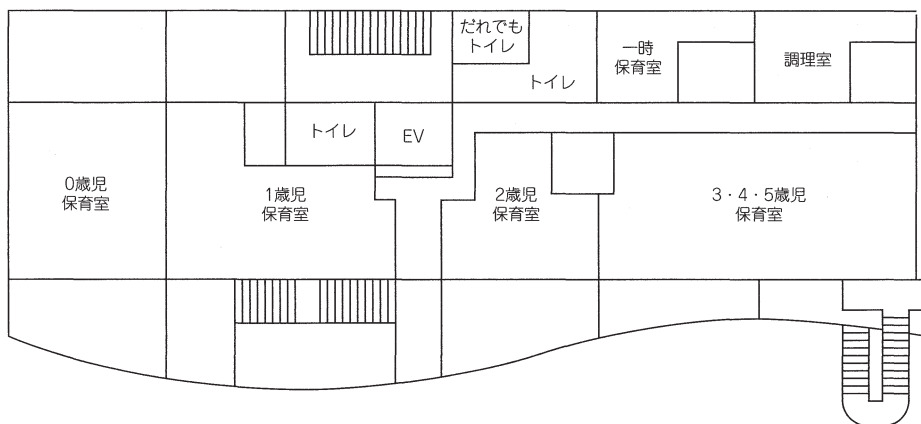 だれでも
トイレ
トイレ
一時
保育室
調理室
トイレ
EV
0歳児
保育室
1歳児
保育室
2歳児
保育室
3・4・5歳児
保育室